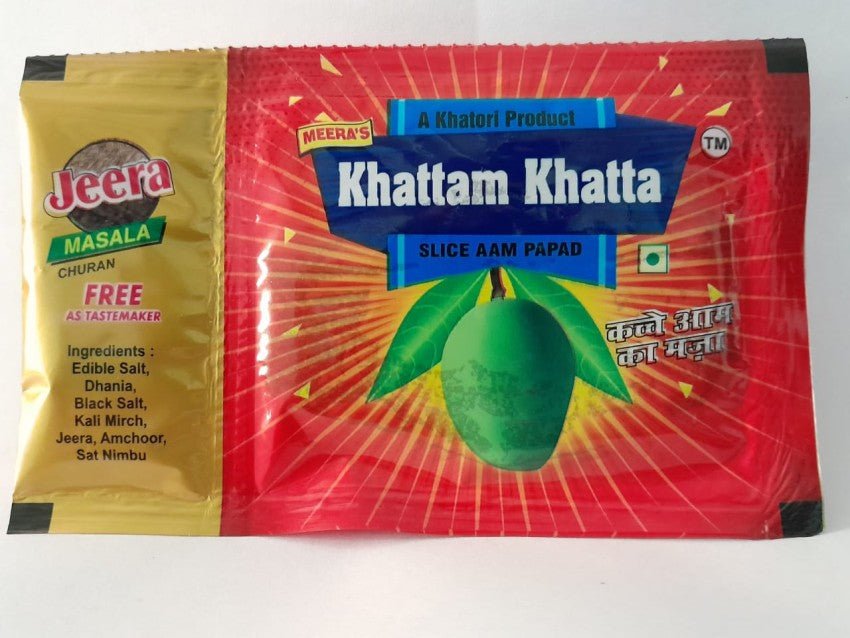 Jeera
MASALA
CHURAN
FREE
AS TASTEMAKER
Ingredients :
Edible Salt,
Dhania,
Black Salt,
Kali Mirch,
Jeera, Amchoor,
Sat Nimbu
A Khatori Product
MEERA'S
TM
Khattam Khatta
SLICE AAM PAPAD
कच्चे आम
का मज़ा